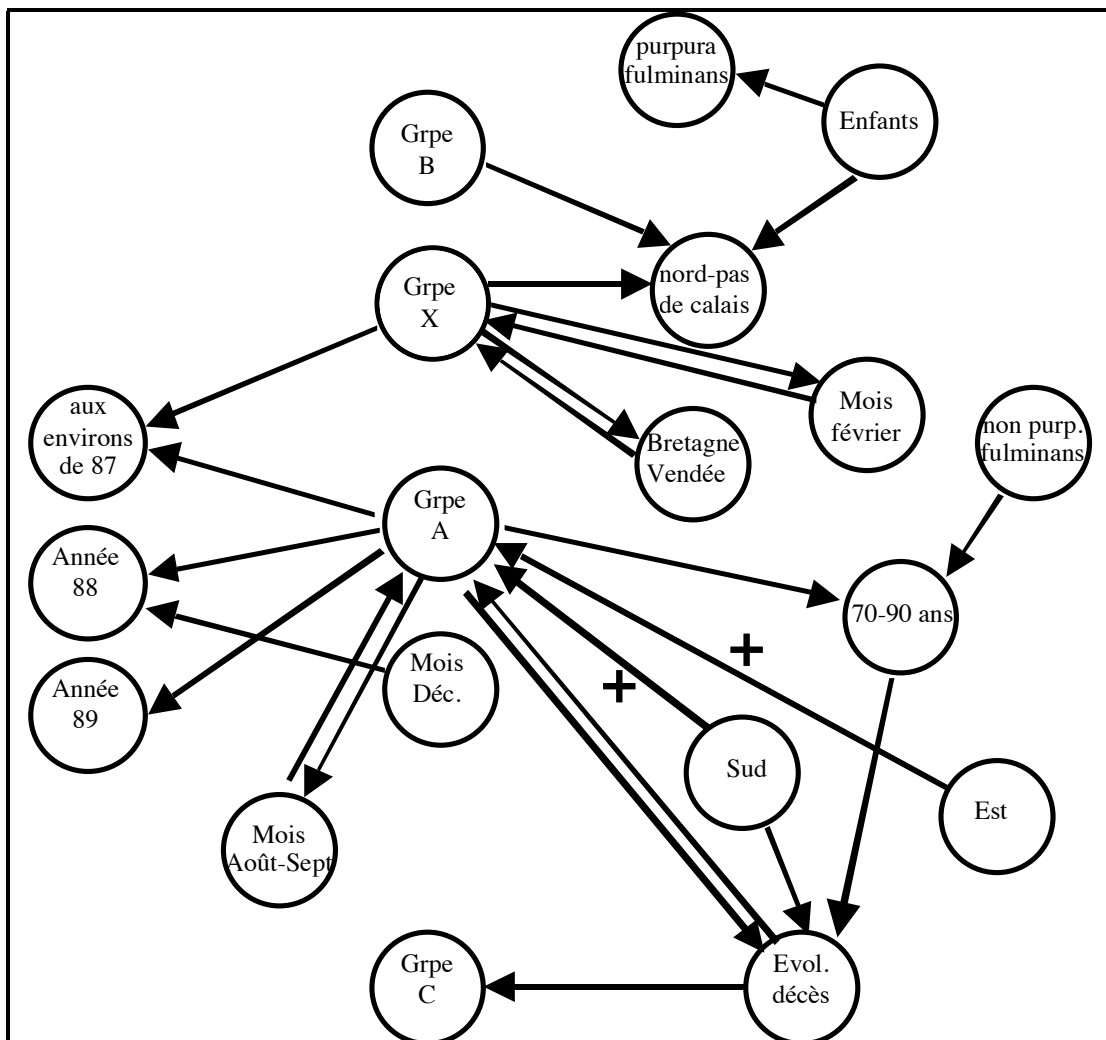 purpura
fulminans
Enfants
Grpe
B
nord-pas
de calais
Grpe
X
Mois
février
aux
environs
de 87
Bretagne
Vendée
non purp.
fulminans
Grpe
A
Année
88
70-90 ans
Mois
Déc.
+
+
Année
89
Sud
Est
Mois
Août-Sept
Grpe
C
Evol.
décès